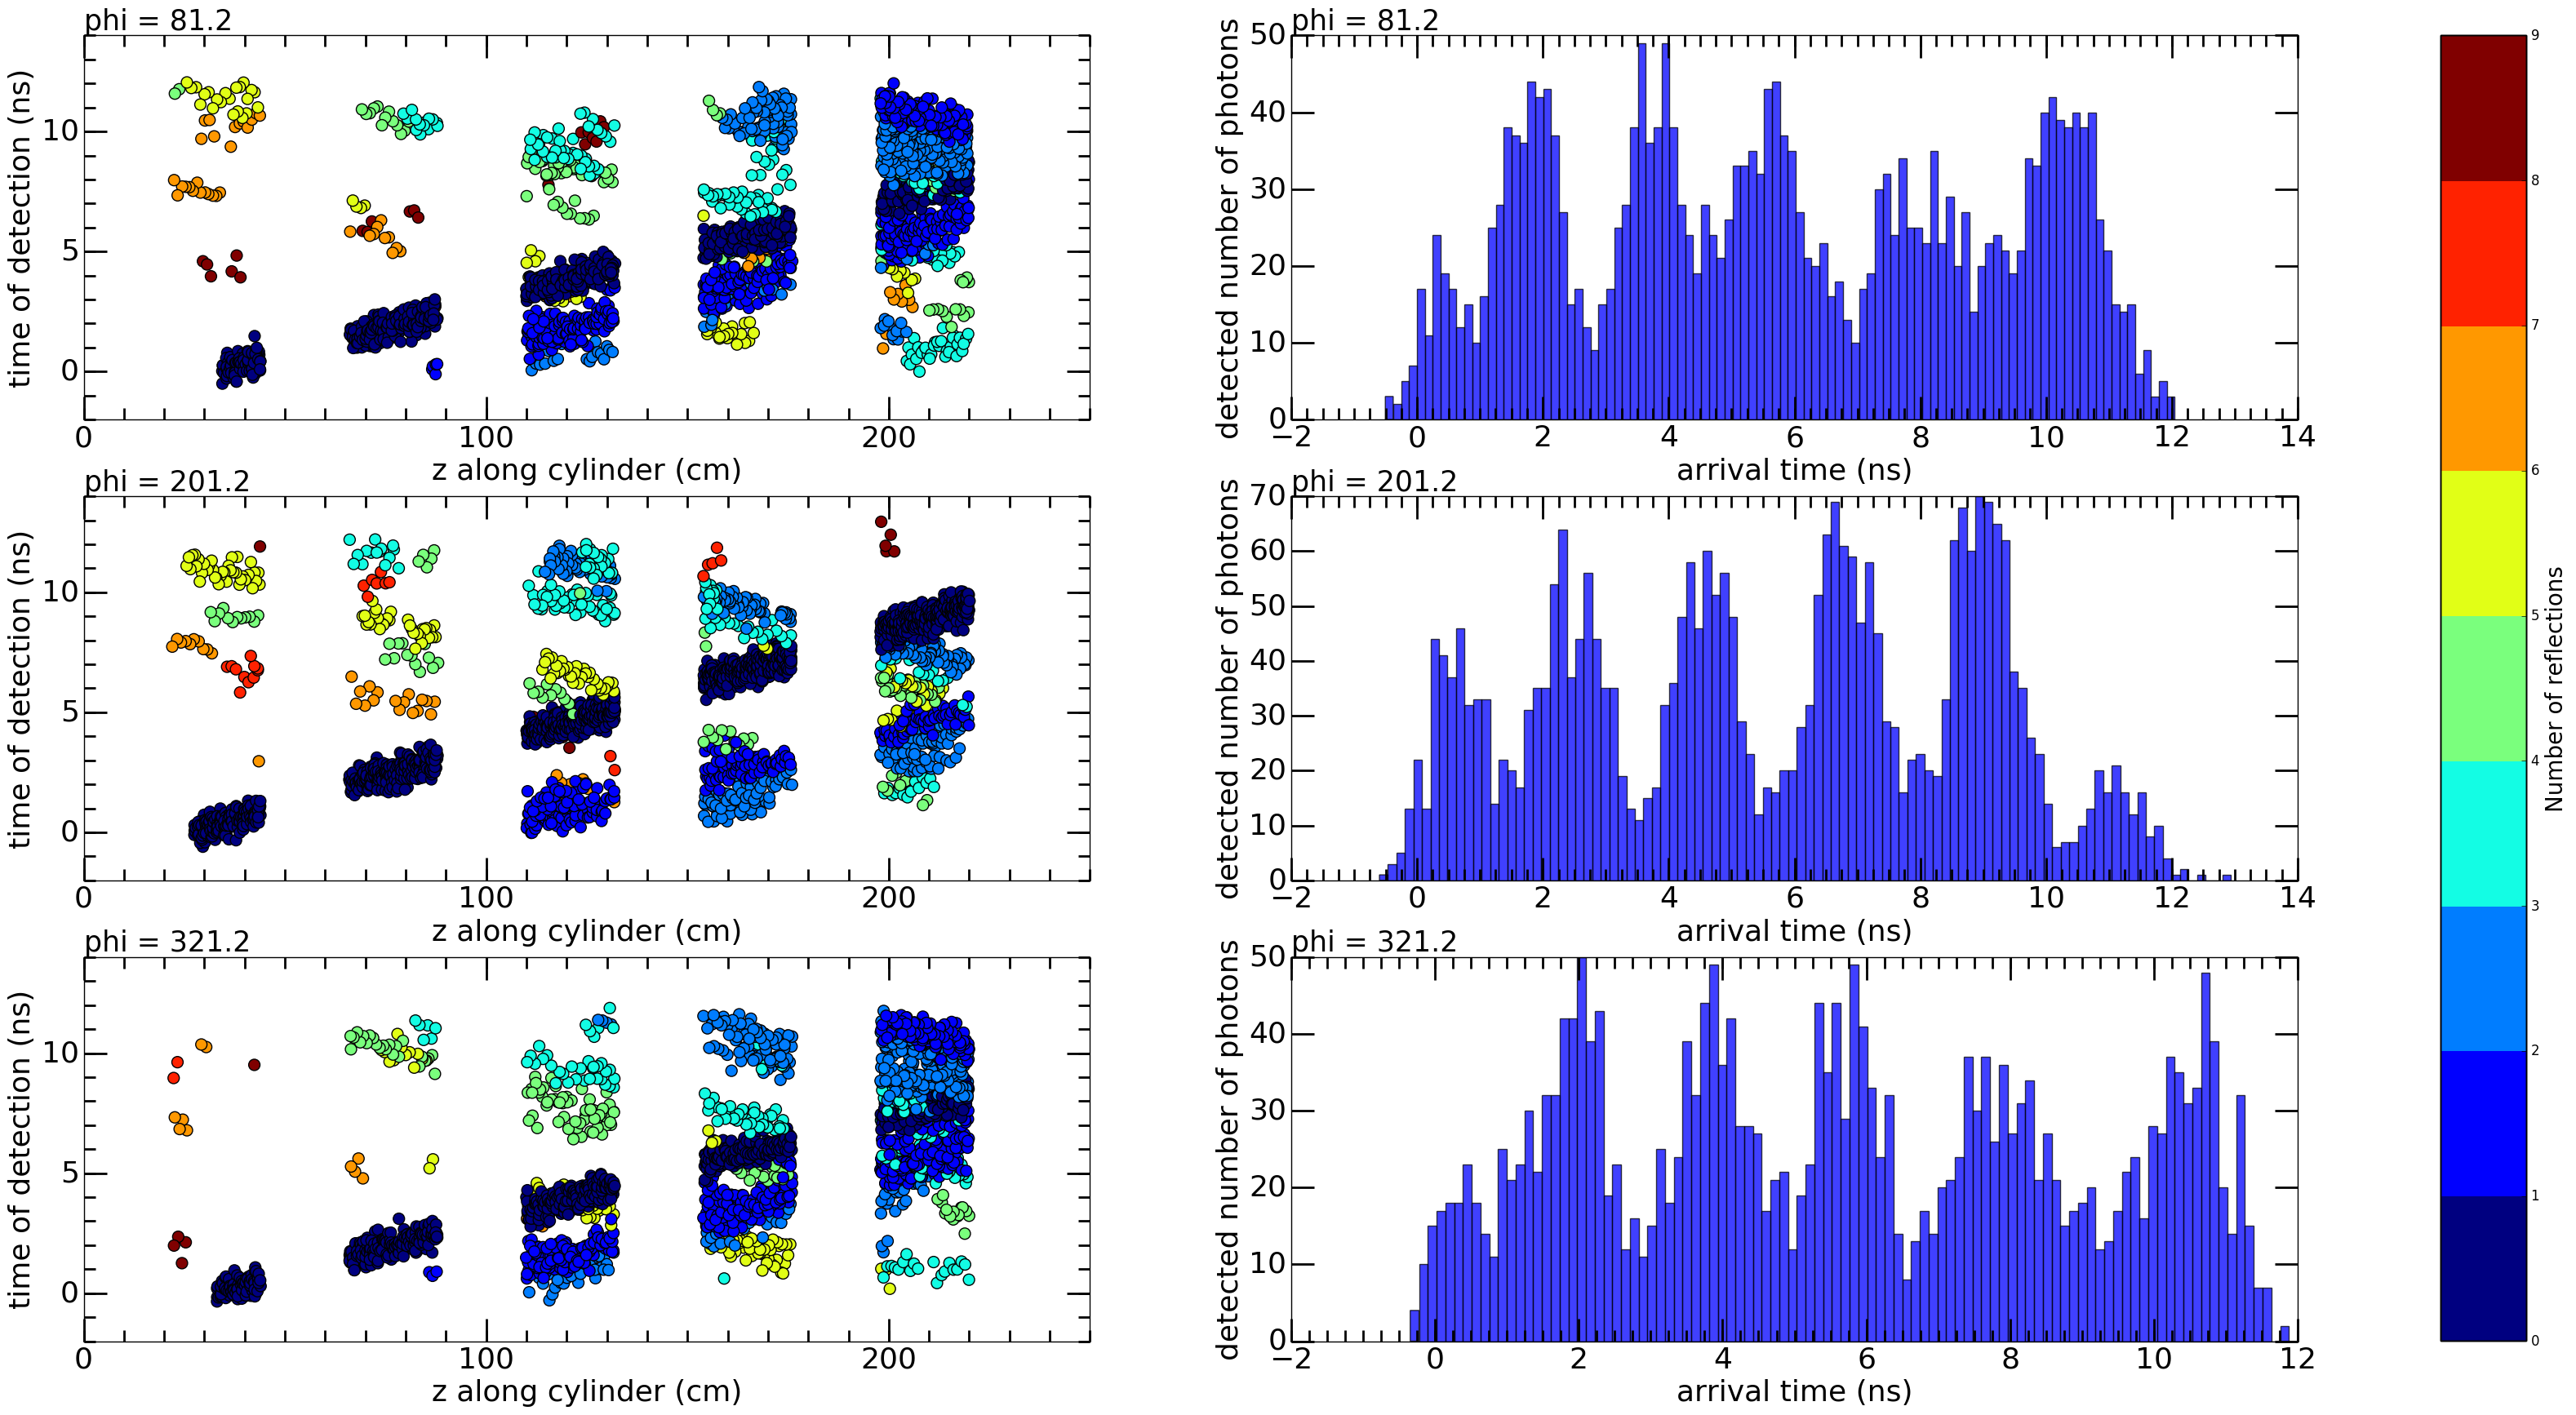 phi = 81.2
time of detection (ns)
10
5
0
0 100 200
z along cylinder (cm)
phi = 81.2
detected number of photons
50
40
30
20
10
0
−2 0 2 4 6 8 10 12 14
arrival time (ns)
phi = 201.2
time of detection (ns)
10
5
0
0 100 200
z along cylinder (cm)
phi = 201.2
detected number of photons
70
60
50
40
30
20
10
0
−2 0 2 4 6 8 10 12 14
arrival time (ns)
phi = 321.2
time of detection (ns)
10
5
0
0 100 200
z along cylinder (cm)
phi = 321.2
detected number of photons
50
40
30
20
10
0
−2 0 2 4 6 8 10 12
arrival time (ns)
9
8
7
6
5
4
3
2
1
0
Number of reflections